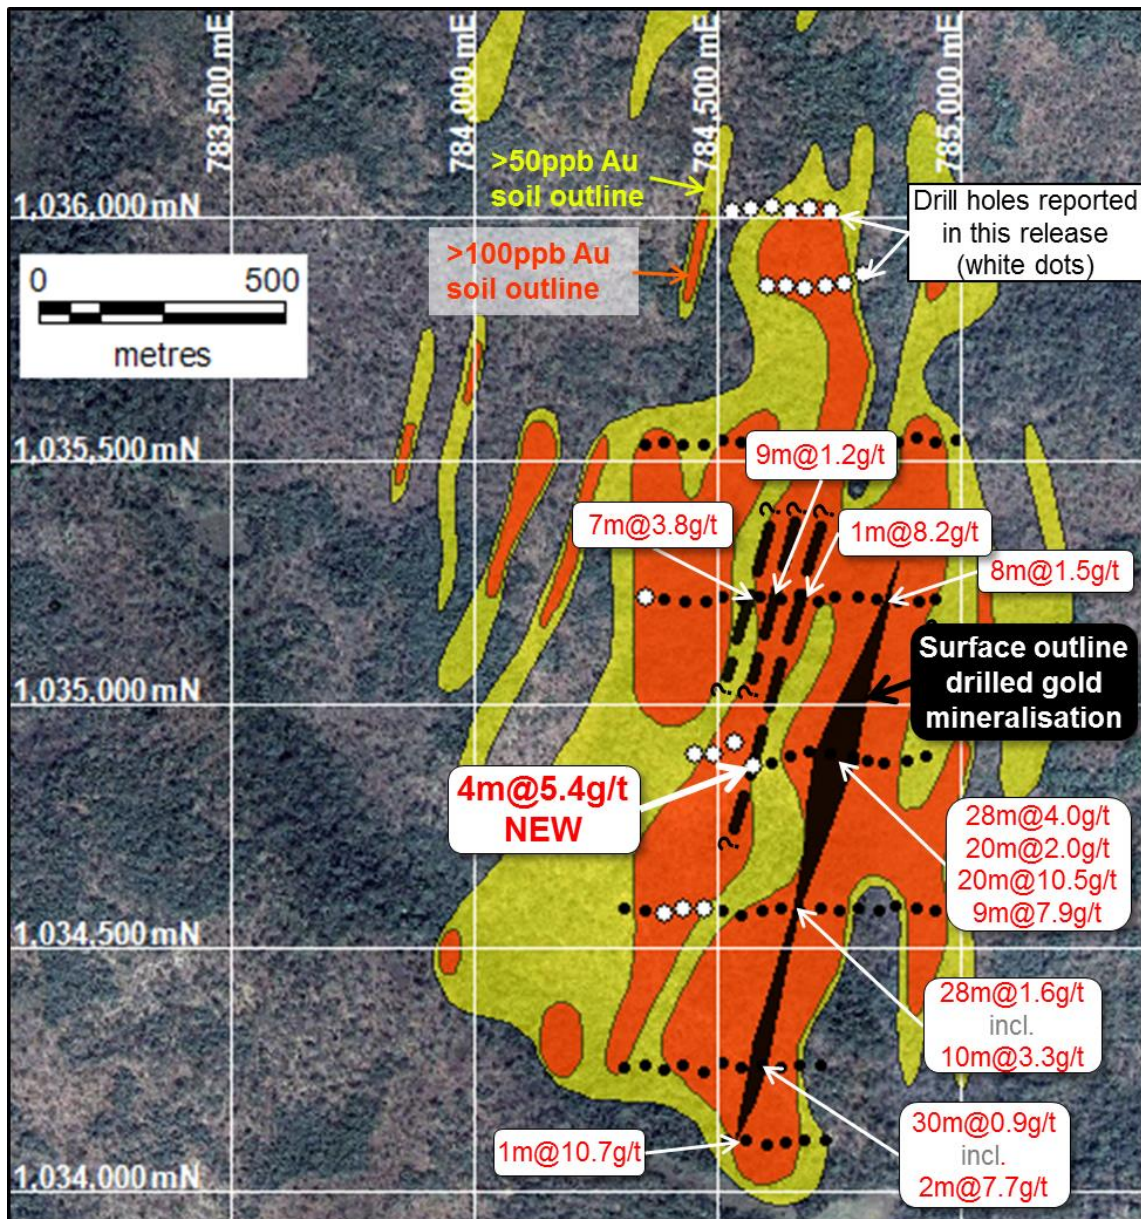 783,500 mE
784,000 mE
784,500 mE
785,000 mE
>50ppb Au
soil outline
1,036,000 mN
Drill holes reported
in this release
(white dots)
>100ppb Au
soil outline
0 500
metres
1,035,500 mN
9m@1.2g/t
7m@3.8g/t
? ? ?
1m@8.2g/t
8m@1.5g/t
Surface outline
drilled gold
mineralisation
? ?
1,035,000 mN
4m@5.4g/t
NEW
?
28m@4.0g/t
20m@2.0g/t
20m@10.5g/t
9m@7.9g/t
1,034,500 mN
28m@1.6g/t
incl.
10m@3.3g/t
30m@0.9g/t
incl.
2m@7.7g/t
1m@10.7g/t
1,034,000 mN